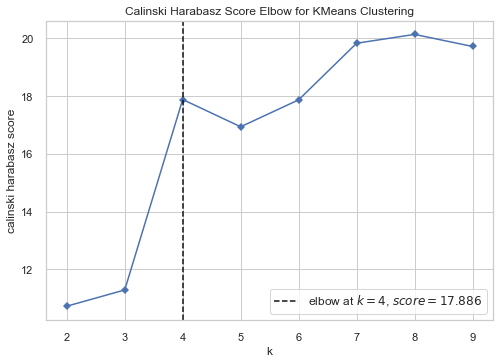 Calinski Harabasz Score Elbow for KMeans Clustering
calinski harabasz score
20
18
16
14
12
elbow at k = 4, score = 17.886
2 3 4 5 6 7 8 9
k